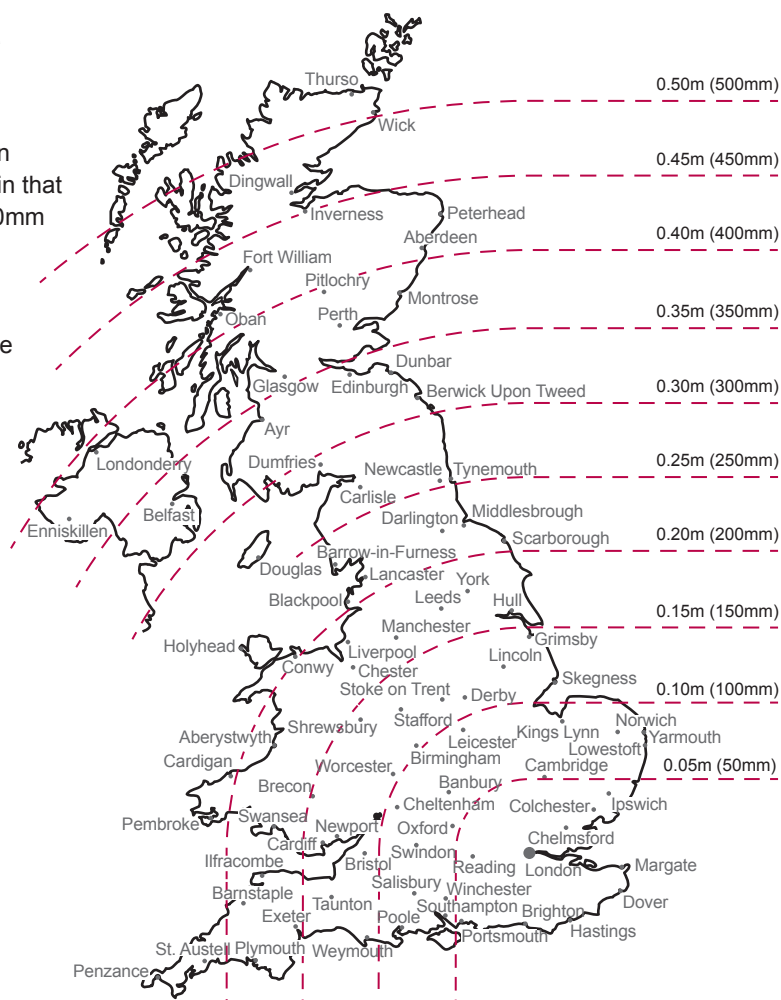 Thurso
0.50m (500mm)
Wick
n
in that
0mm
0.45m (450mm)
Dingwall
Inverness
Peterhead
0.40m (400mm)
Aberdeen
Fort William
Pitlochry
Montrose
Oban
Perth
0.35m (350mm)
e
Dunbar
Glasgow
Edinburgh
Berwick Upon Tweed
0.30m (300mm)
Ayr
Londonderry
Dumfries
Newcastle
Tynemouth
0.25m (250mm)
Carlisle
Belfast
Enniskillen
Darlington
Middlesbrough
Scarborough
0.20m (200mm)
Barrow-in-Furness
Douglas
Lancaster
York
Blackpool
Leeds
Hull
0.15m (150mm)
Manchester
Grimsby
Holyhead
Liverpool
Conwy
Chester
Lincoln
Skegness
Stoke on Trent
Derby
0.10m (100mm)
Shrewsbury
Stafford
Kings Lynn
Norwich
Aberystwyth
Leicester
Yarmouth
Lowestoft
Birmingham
Cardigan
Worcester
Cambridge
0.05m (50mm)
Brecon
Banbury
Cheltenham
Colchester
Ipswich
Pembroke
Swansea
Newport
Oxford
Chelmsford
Cardiff
Swindon
Ilfracombe
Bristol
Reading
London
Margate
Barnstaple
Salisbury
Winchester
Taunton
Dover
Exeter
Poole
Southampton
Brighton
Hastings
St. Austell
Plymouth
Weymouth
Portsmouth
Penzance